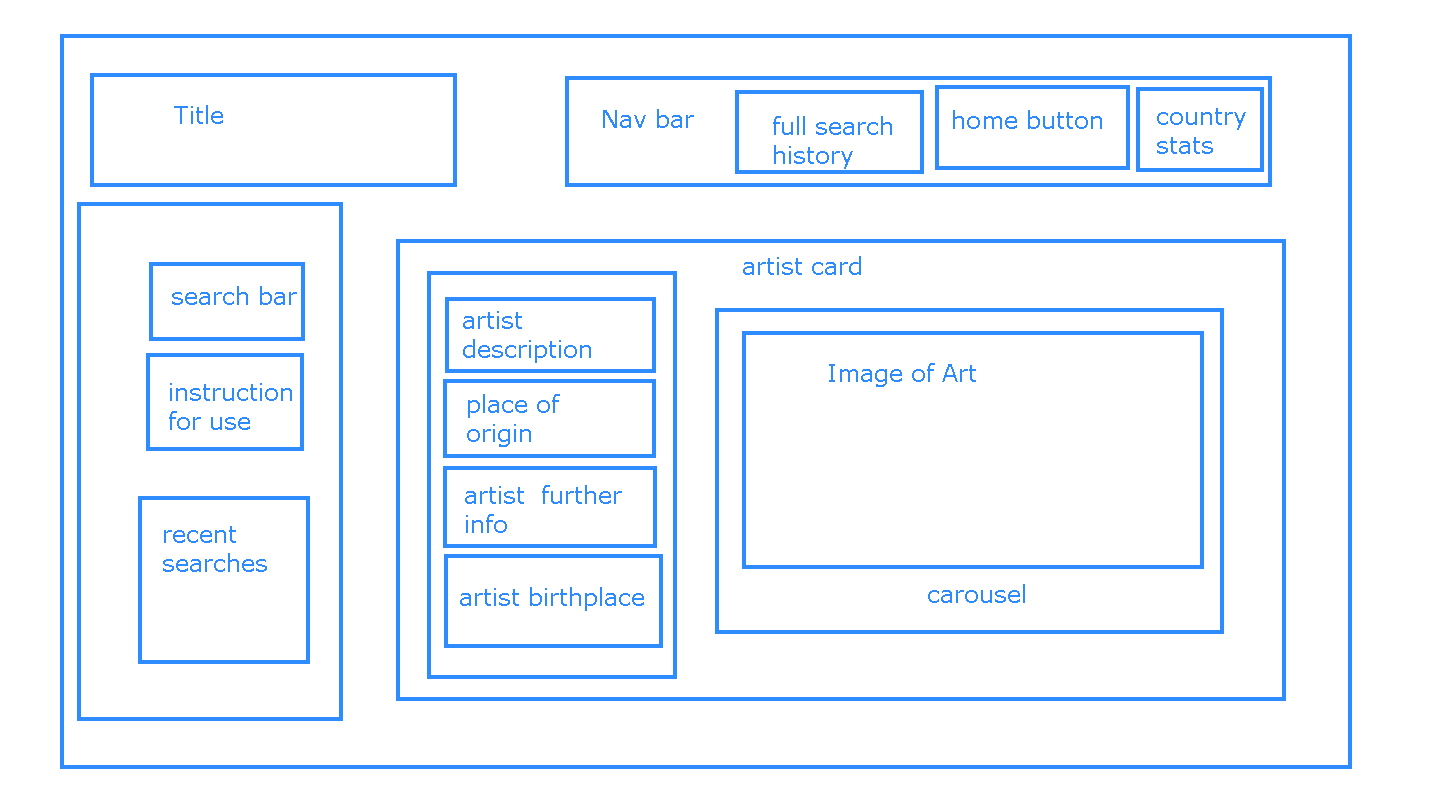 Title
Nav bar
full search
history
home button
country
stats
search bar
instruction
for use
recent
searches
artist card
artist
description
place of
origin
artist  further
info
artist birthplace
Image of Art
carousel